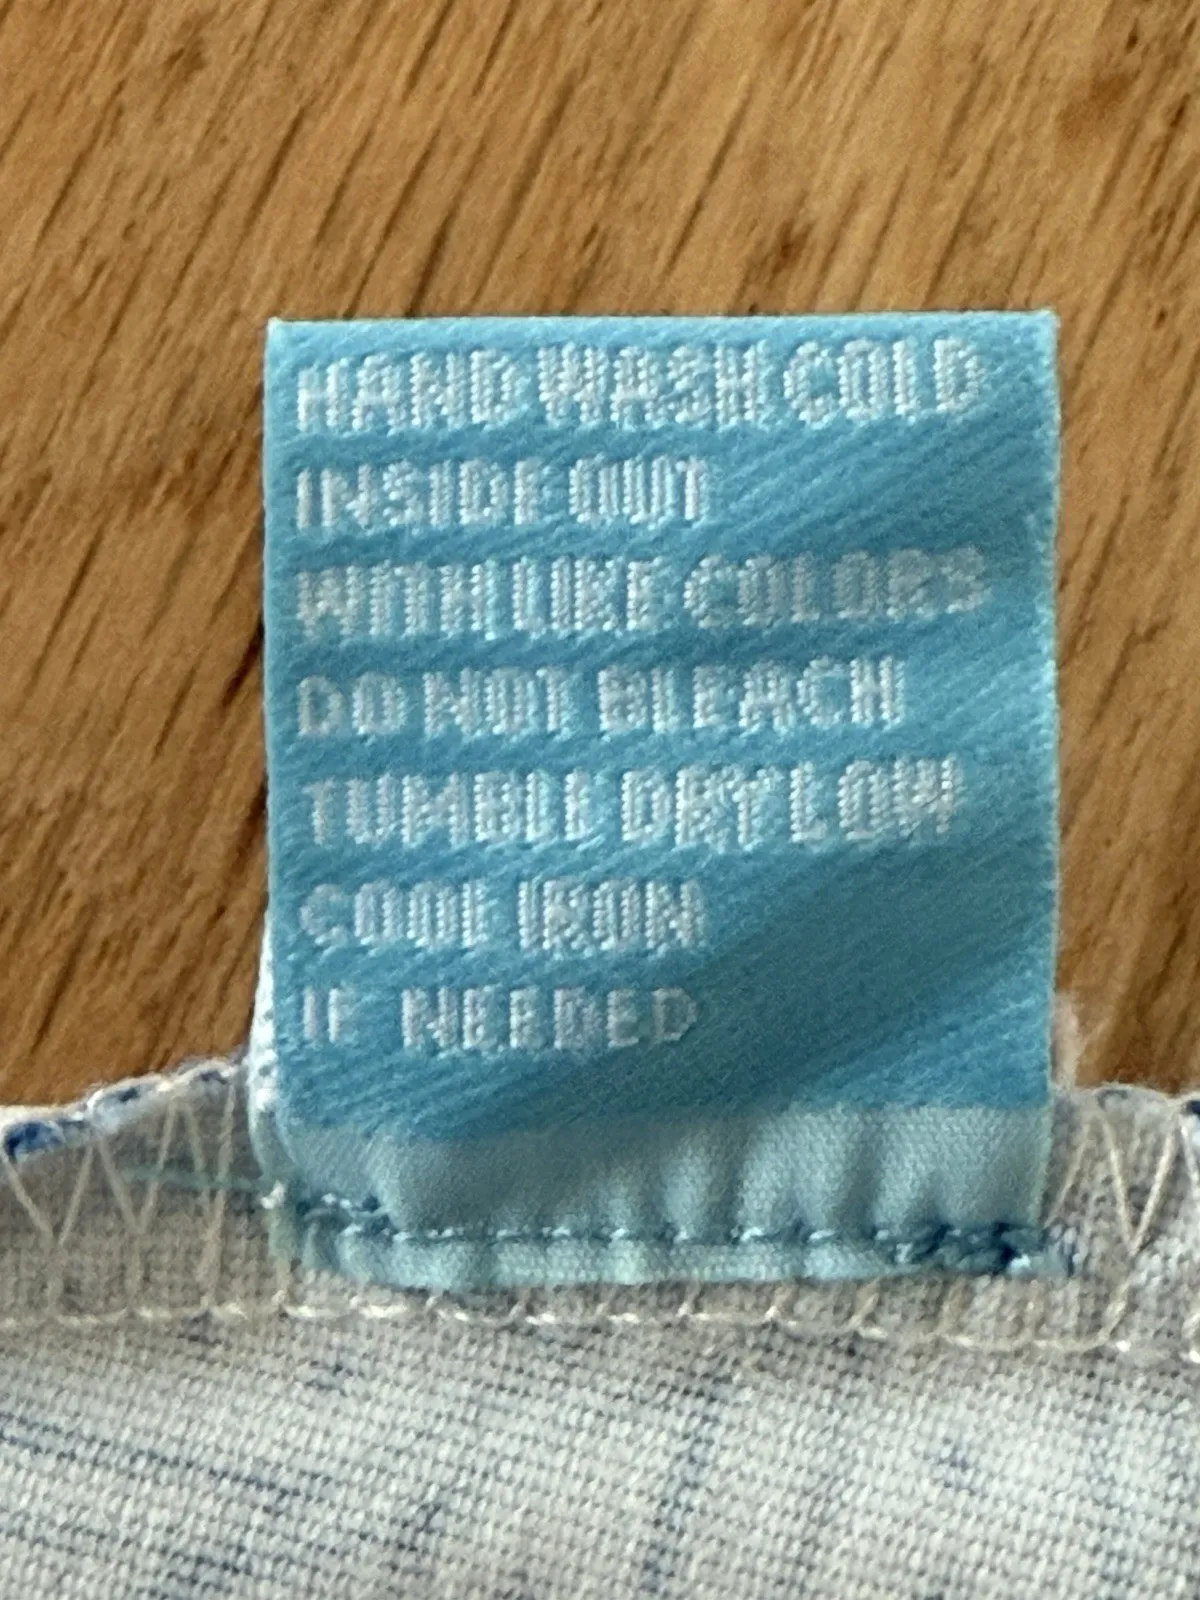 HAND WASH COLD
INSIDE OUT
WITH LIKE COLORS
DO NOT BLEACH
TUMBLE DRY LOW
COOL IRON
IF NEEDED